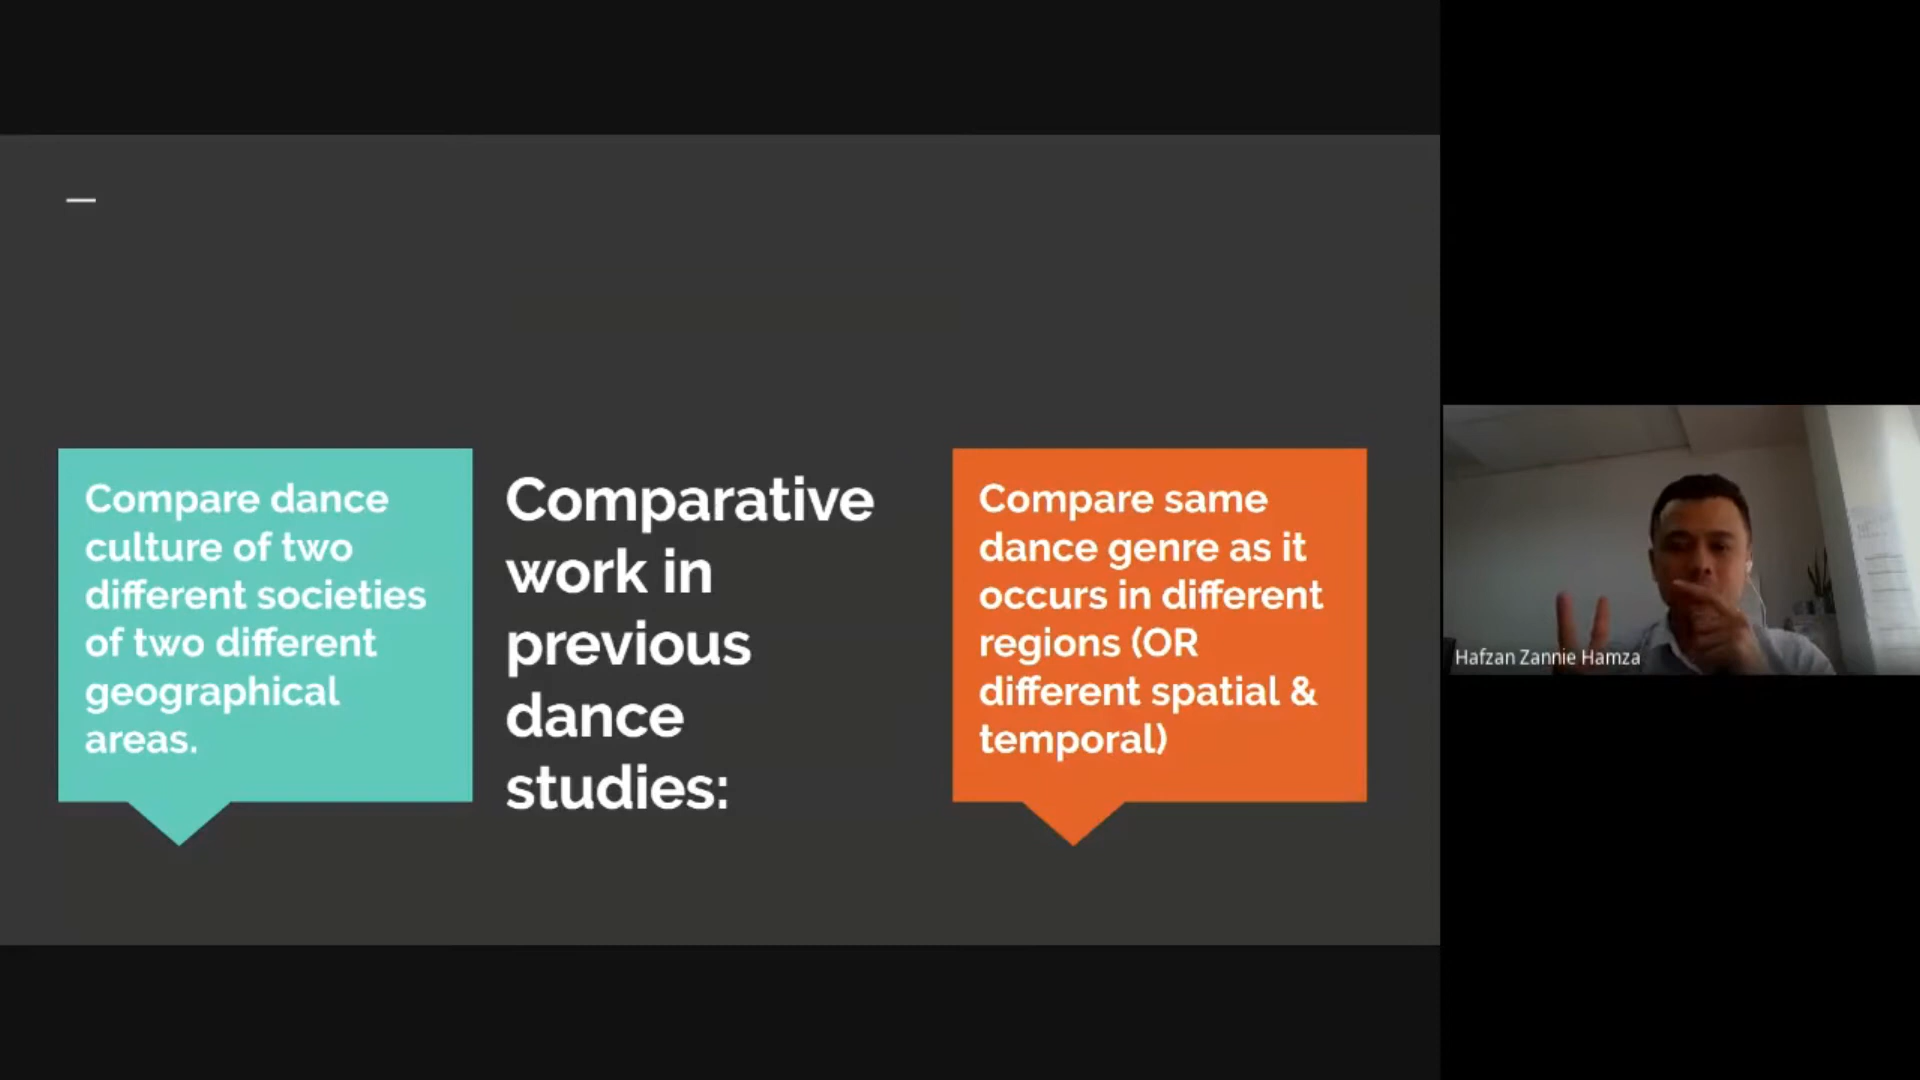 Compare dance
culture of two
different societies
of two different
geographical
areas.
Comparative
work in
previous
dance
studies:
Compare same
dance genre as it
occurs in different
regions (OR
different spatial &
temporal)
Hafzan Zannie Hamza